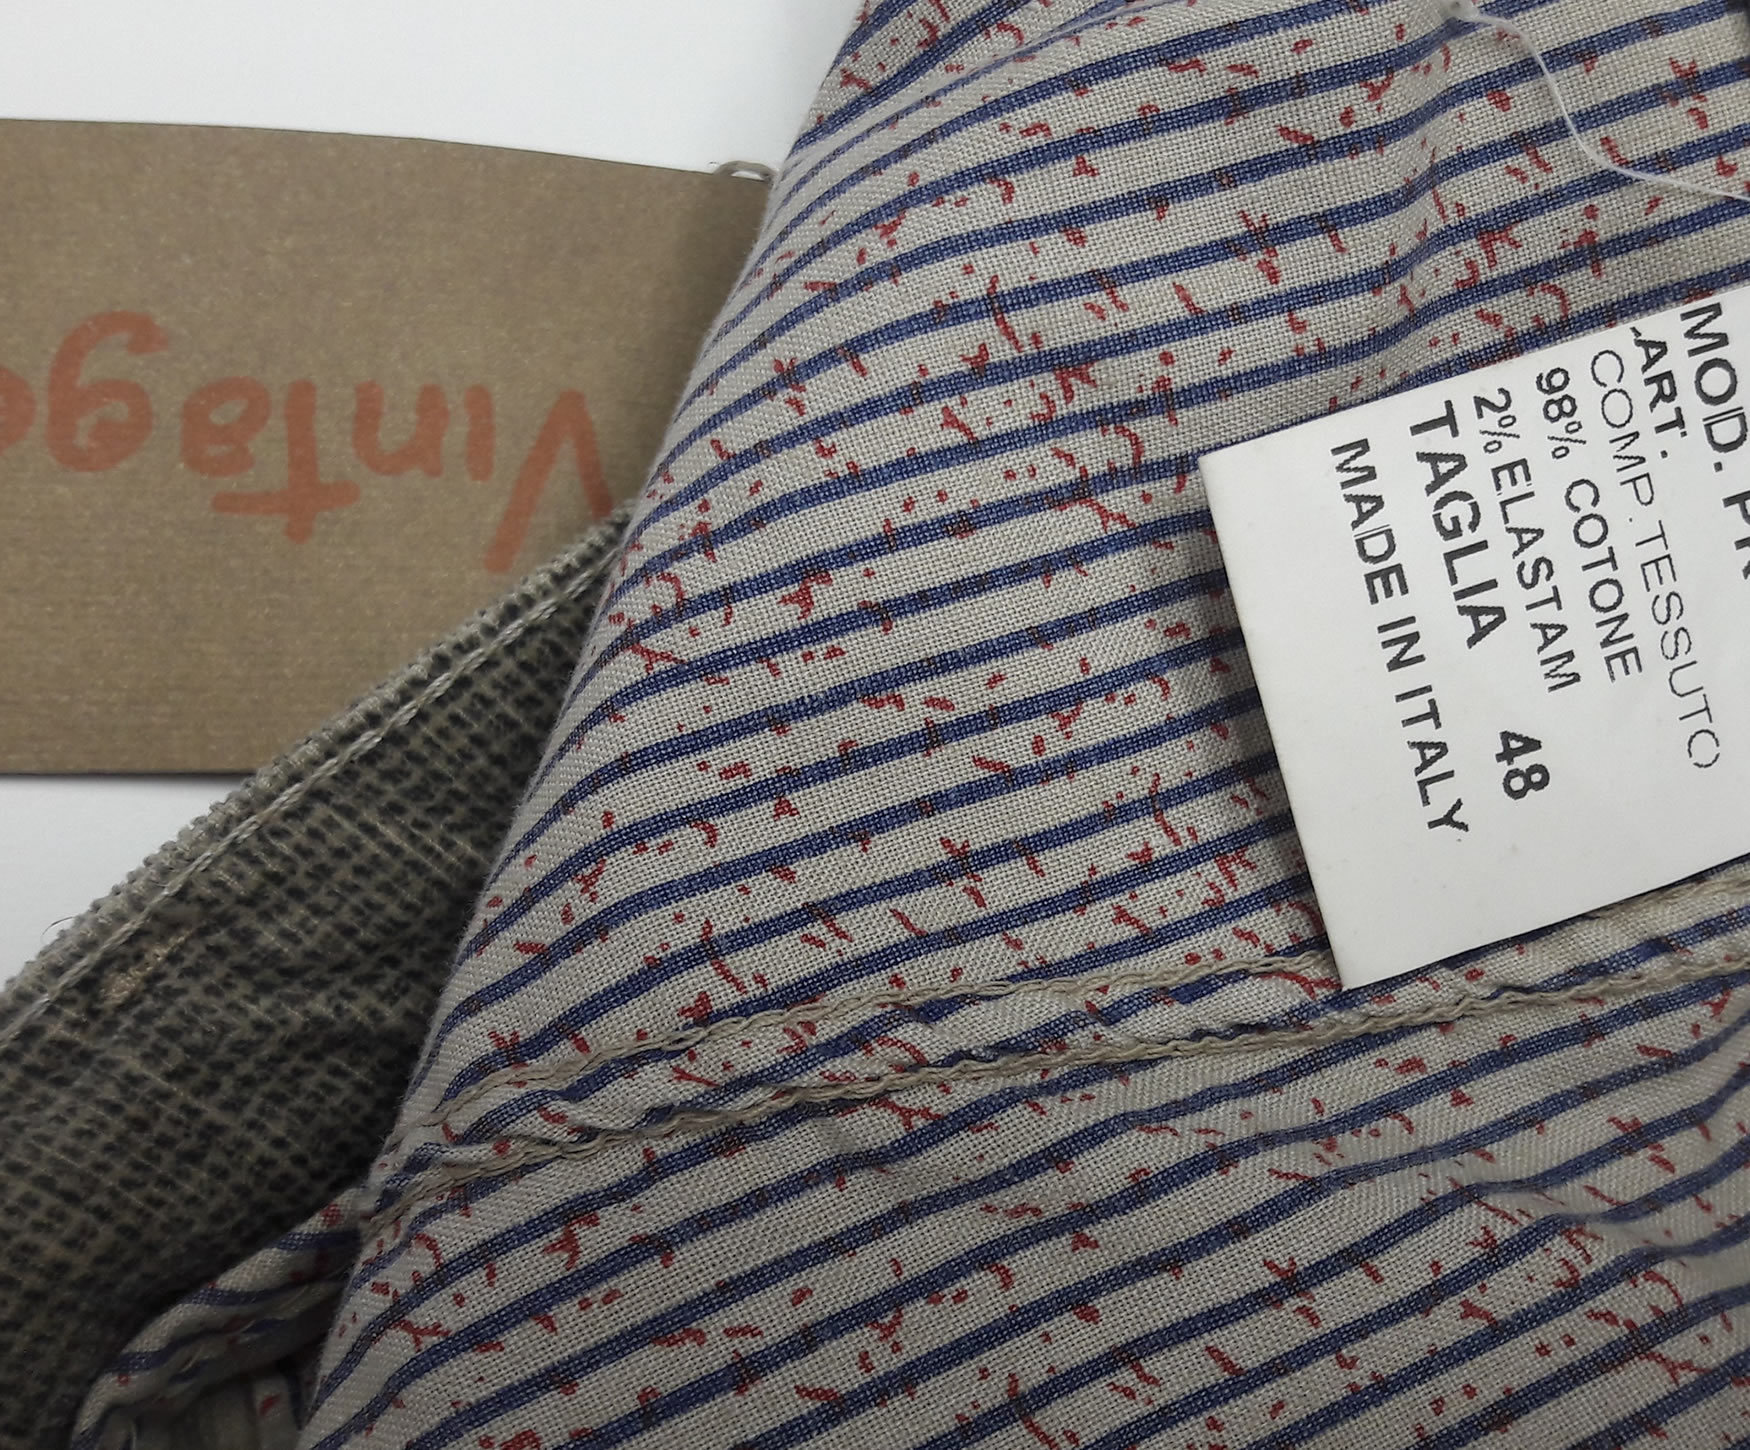 Vintage
MOD.
ART.
COMP. TESSUTO
98% COTONE
2% ELASTAM
TAGLIA 48
MADE IN ITALY